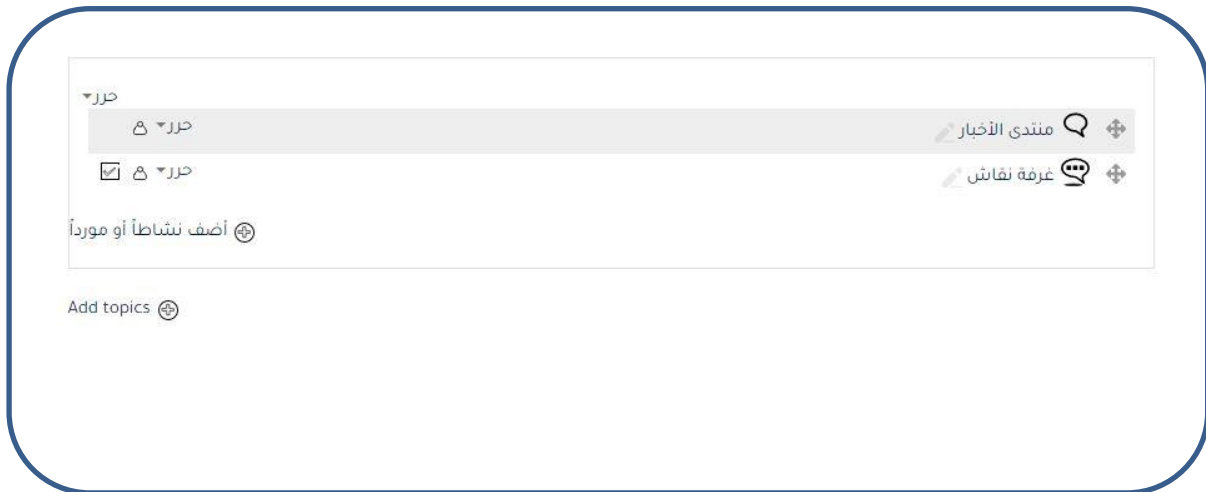 حرر
منتدى الأخبار حرر
غرفة نقاش حرر
أضف نشاطاً أو مورداً
Add topics